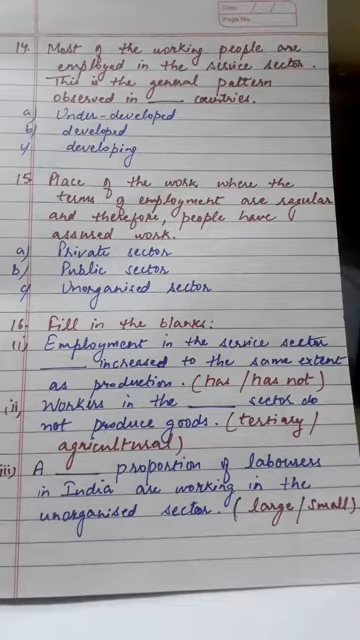 Date / /
Page No.
14. Most of the working people are
employed in the service sector.
This is the general pattern
observed in ____ countries.
a) Under-developed
b) developed
c) developing
15. Place of the work where the
terms of employment are regular
and therefore, people have
assured work.
a) Private sector
b) Public sector
c) Unorganised sector
16. Fill in the blanks:
(i) Employment in the service sector
____ increased to the same extent
as production. (has/has not)
(ii) Workers in the ____ sector do
not produce goods. (tertiary/
agricultural)
iii) A ____ proportion of labourers
in India are working in the
unorganised sector. (large/small)